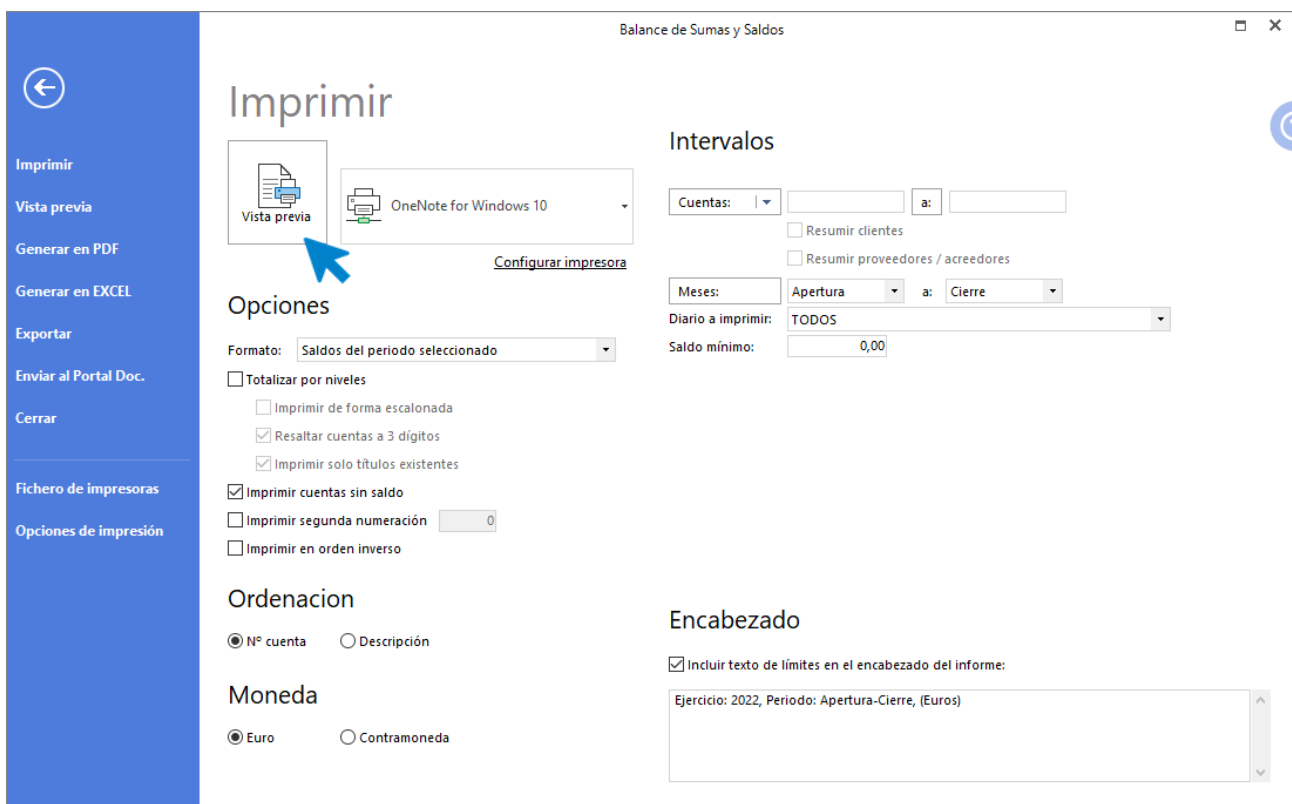 Balance de Sumas y Saldos
Imprimir
Vista previa
Generar en PDF
Generar en EXCEL
Exportar
Enviar al Portal Doc.
Cerrar
Fichero de impresoras
Opciones de impresión
Imprimir
Vista previa
OneNote for Windows 10
Configurar impresora
Opciones
Formato: Saldos del periodo seleccionado
Totalizar por niveles
Imprimir de forma escalonada
Resaltar cuentas a 3 dígitos
Imprimir solo títulos existentes
Imprimir cuentas sin saldo
Imprimir segunda numeración 0
Imprimir en orden inverso
Ordenacion
Nº cuenta Descripción
Moneda
Euro Contramoneda
Intervalos
Cuentas: a:
Resumir clientes
Resumir proveedores / acreedores
Meses: Apertura a: Cierre
Diario a imprimir: TODOS
Saldo mínimo: 0,00
Encabezado
Incluir texto de límites en el encabezado del informe:
Ejercicio: 2022, Periodo: Apertura-Cierre, (Euros)